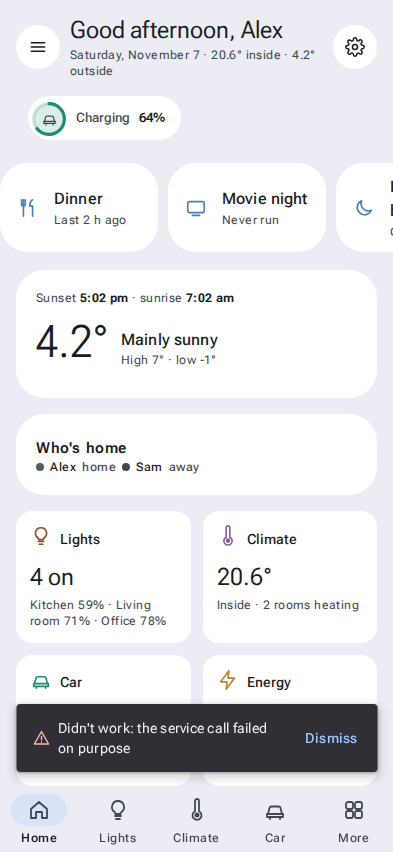 Good afternoon, Alex
Saturday, November 7 · 20.6° inside · 4.2°
outside
Charging 64%
Dinner
Last 2 h ago
Movie night
Never run
Sunset 5:02 pm · sunrise 7:02 am
4.2°
Mainly sunny
High 7° · low -1°
Who's home
Alex home Sam away
Lights
4 on
Kitchen 59% · Living
room 71% · Office 78%
Climate
20.6°
Inside · 2 rooms heating
Car
Energy
Didn't work: the service call failed
on purpose
Dismiss
Home
Lights
Climate
Car
More